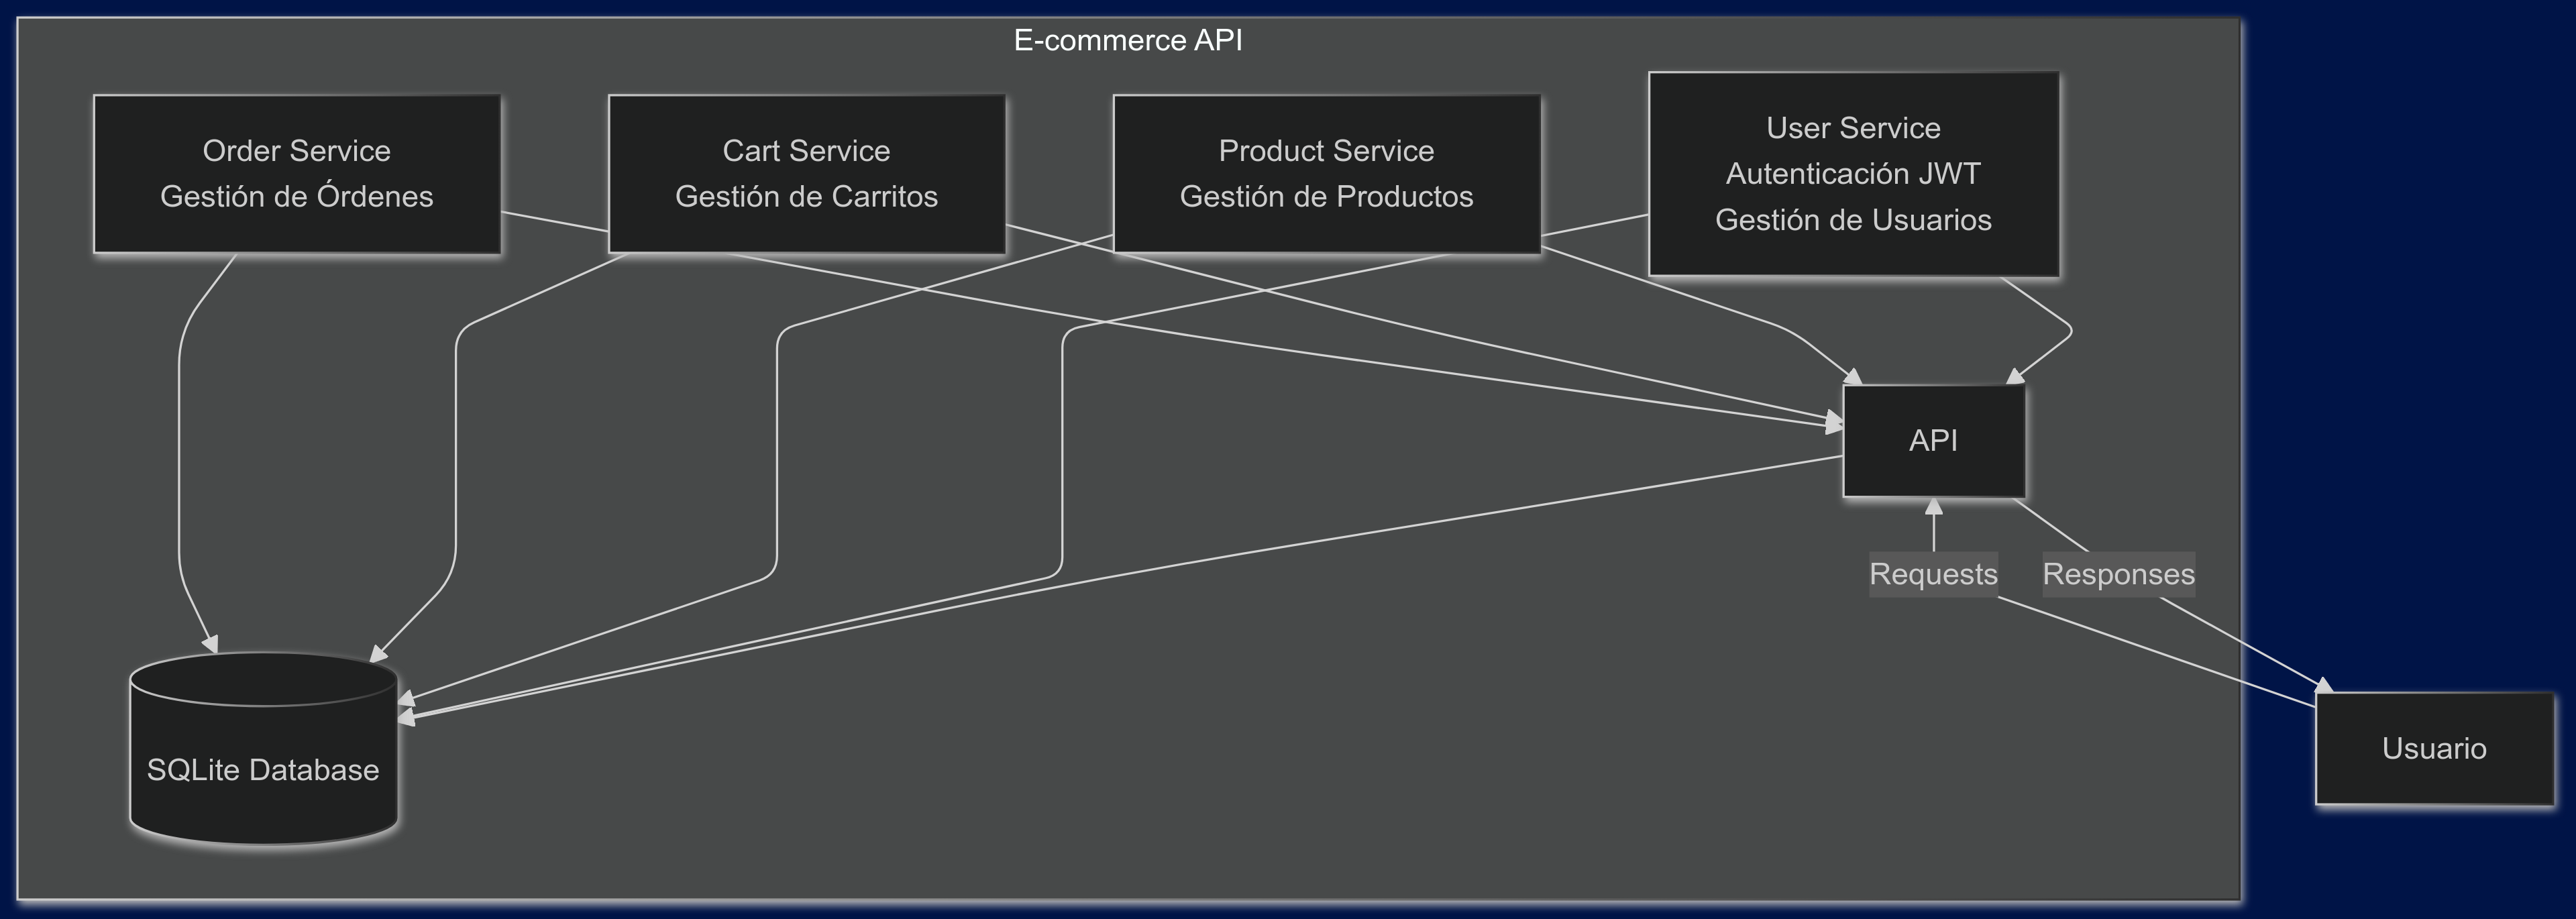 E-commerce API
Order Service
Gestión de Órdenes
Cart Service
Gestión de Carritos
Product Service
Gestión de Productos
User Service
Autenticación JWT
Gestión de Usuarios
API
Requests
Responses
SQLite Database
Usuario